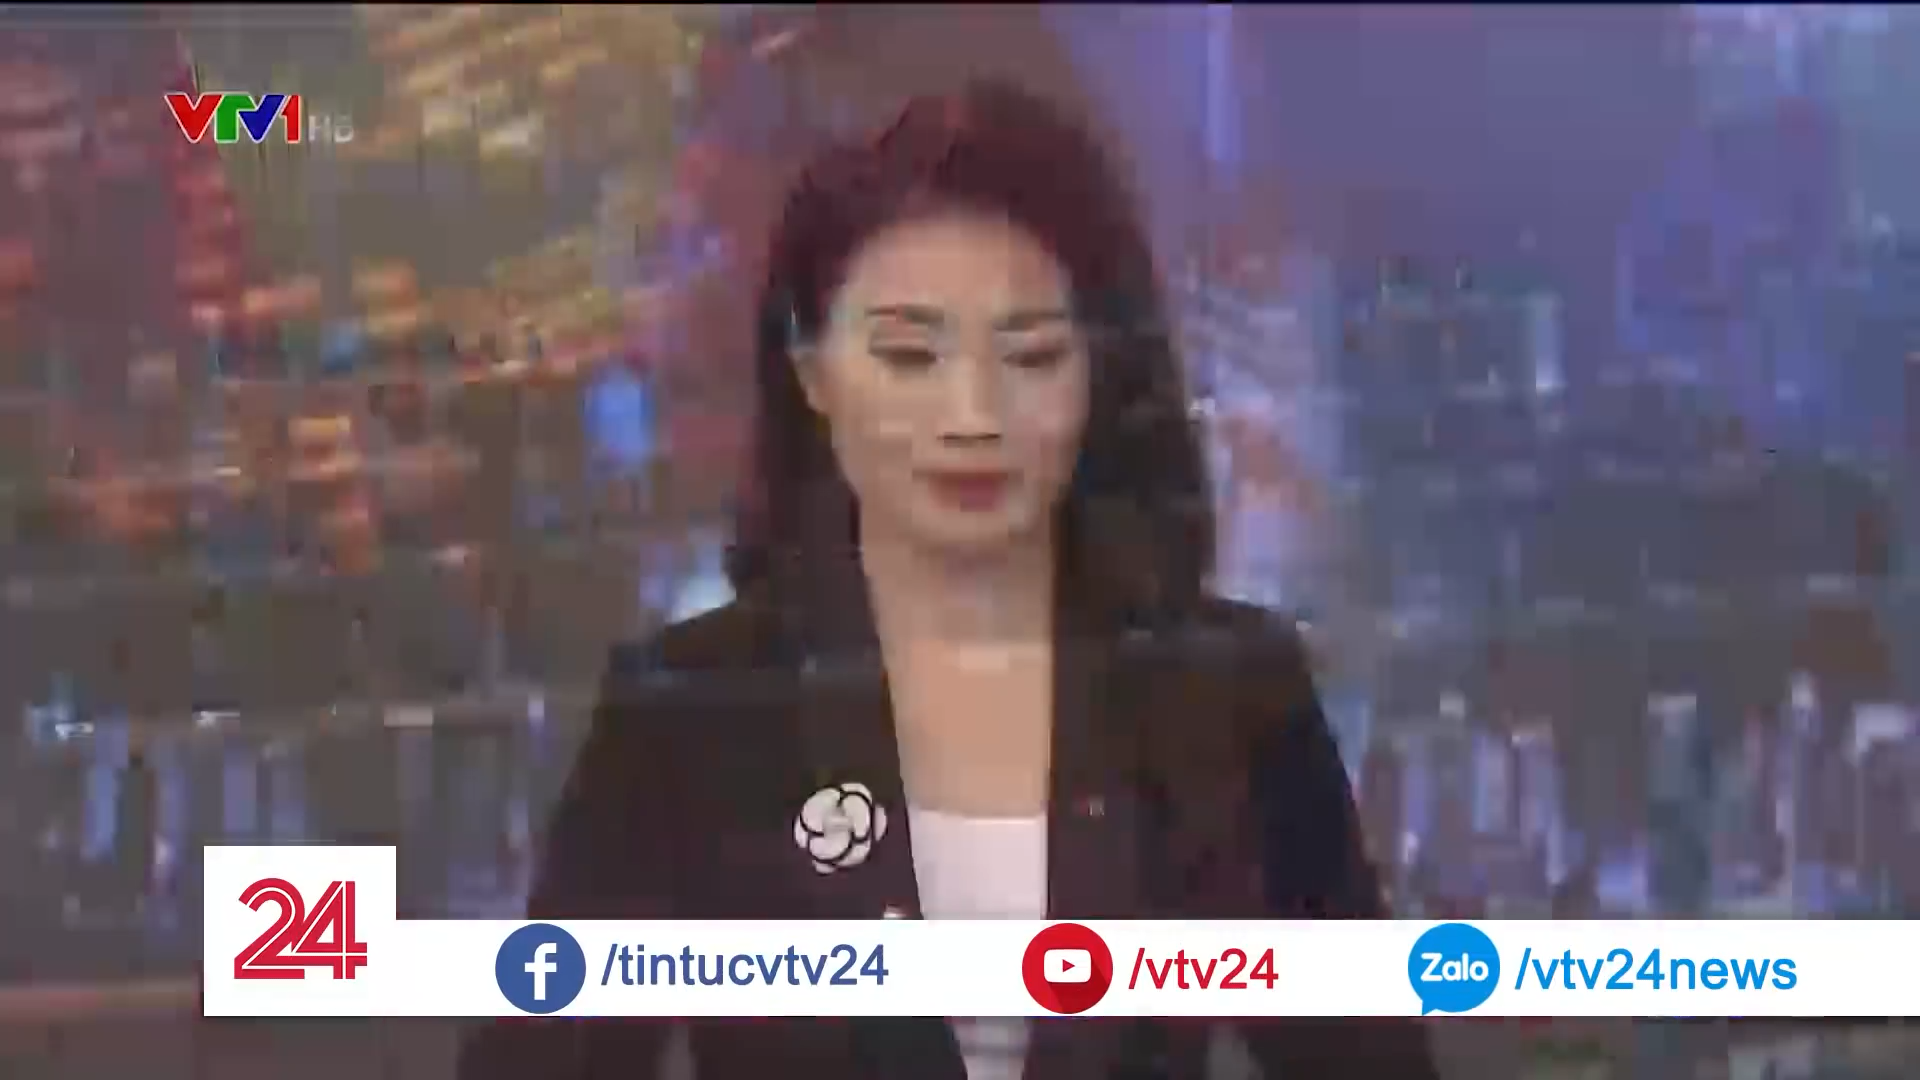 VTV1 HD
24
f /tintucvtv24
/vtv24
Zalo /vtv24news